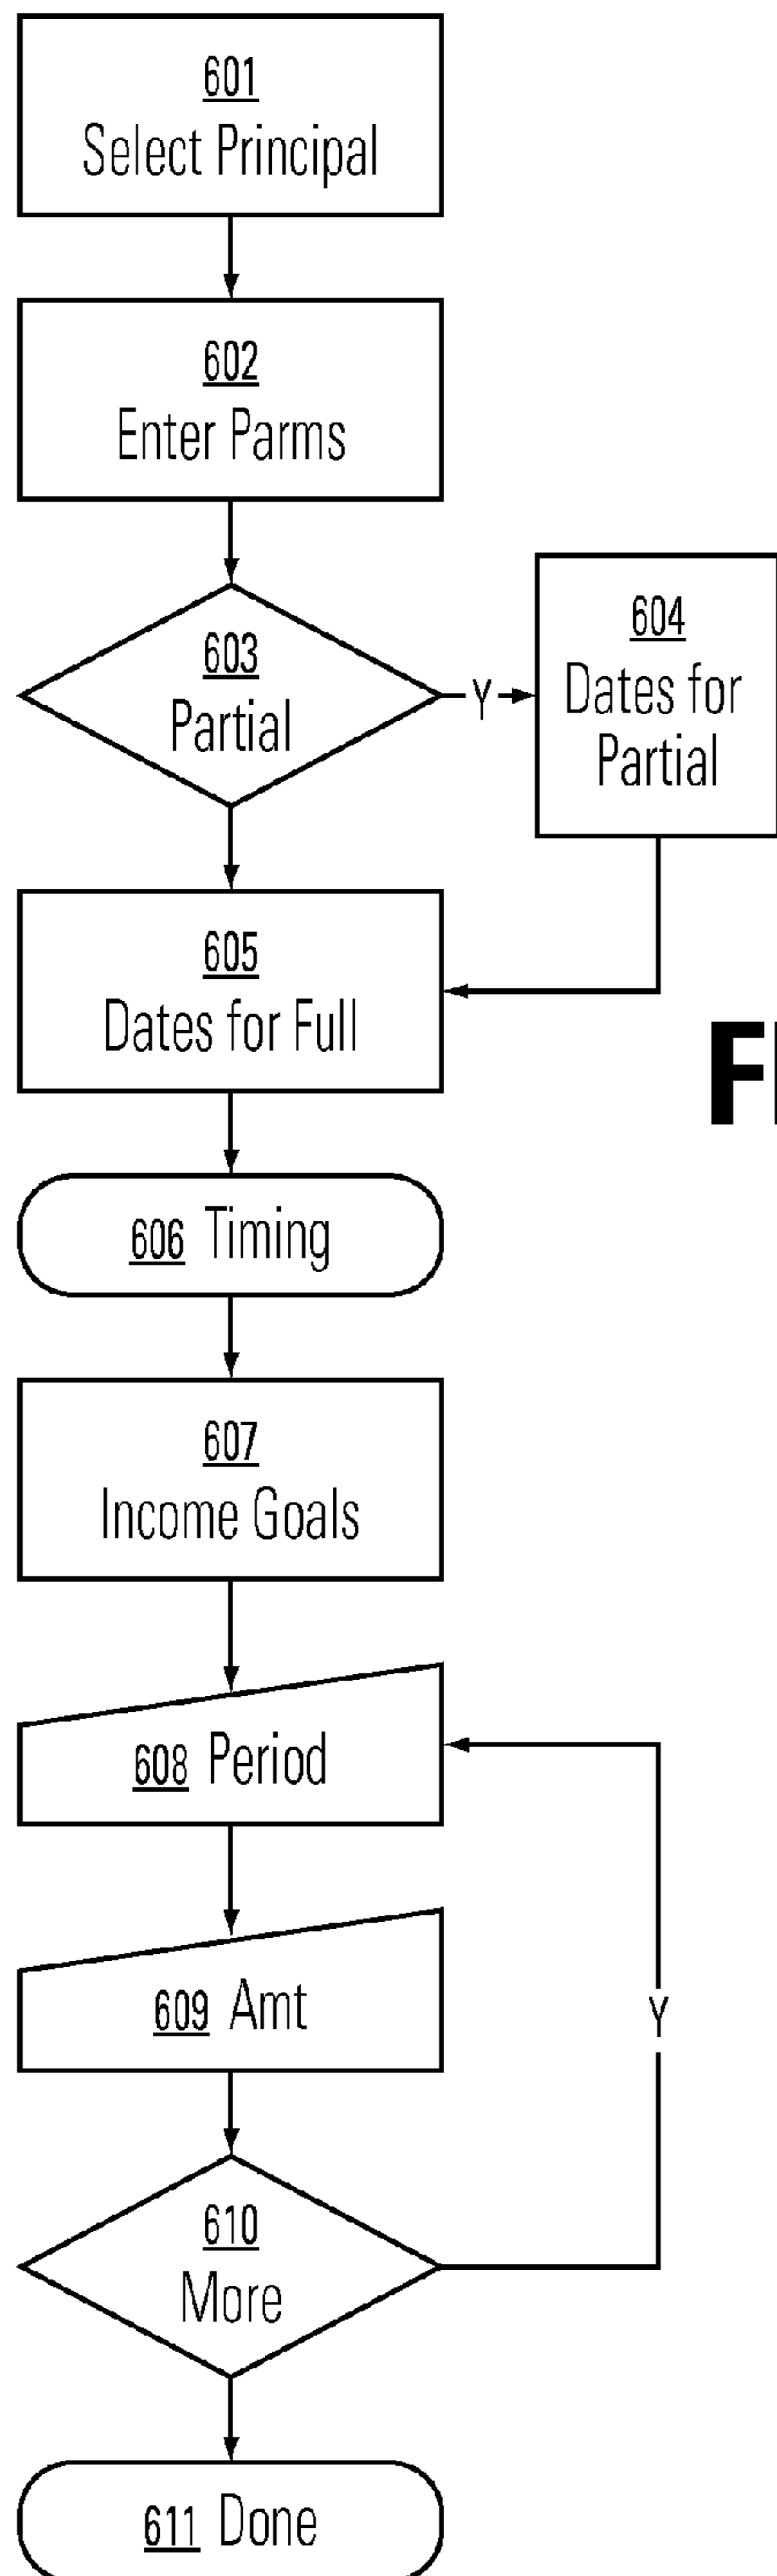 601
Select Principal
602
Enter Parms
603
Partial
Y
604
Dates for
Partial
605
Dates for Full
606 Timing
607
Income Goals
608 Period
609 Amt
Y
610
More
611 Done